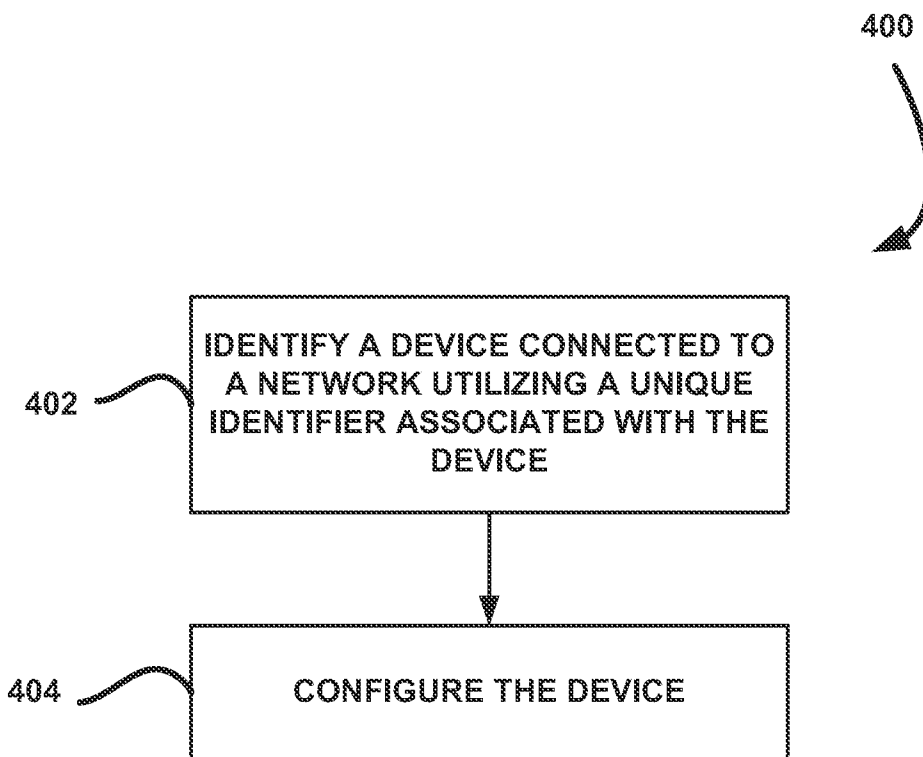 400
IDENTIFY A DEVICE CONNECTED TO
A NETWORK UTILIZING A UNIQUE
IDENTIFIER ASSOCIATED WITH THE
DEVICE
402
CONFIGURE THE DEVICE
404